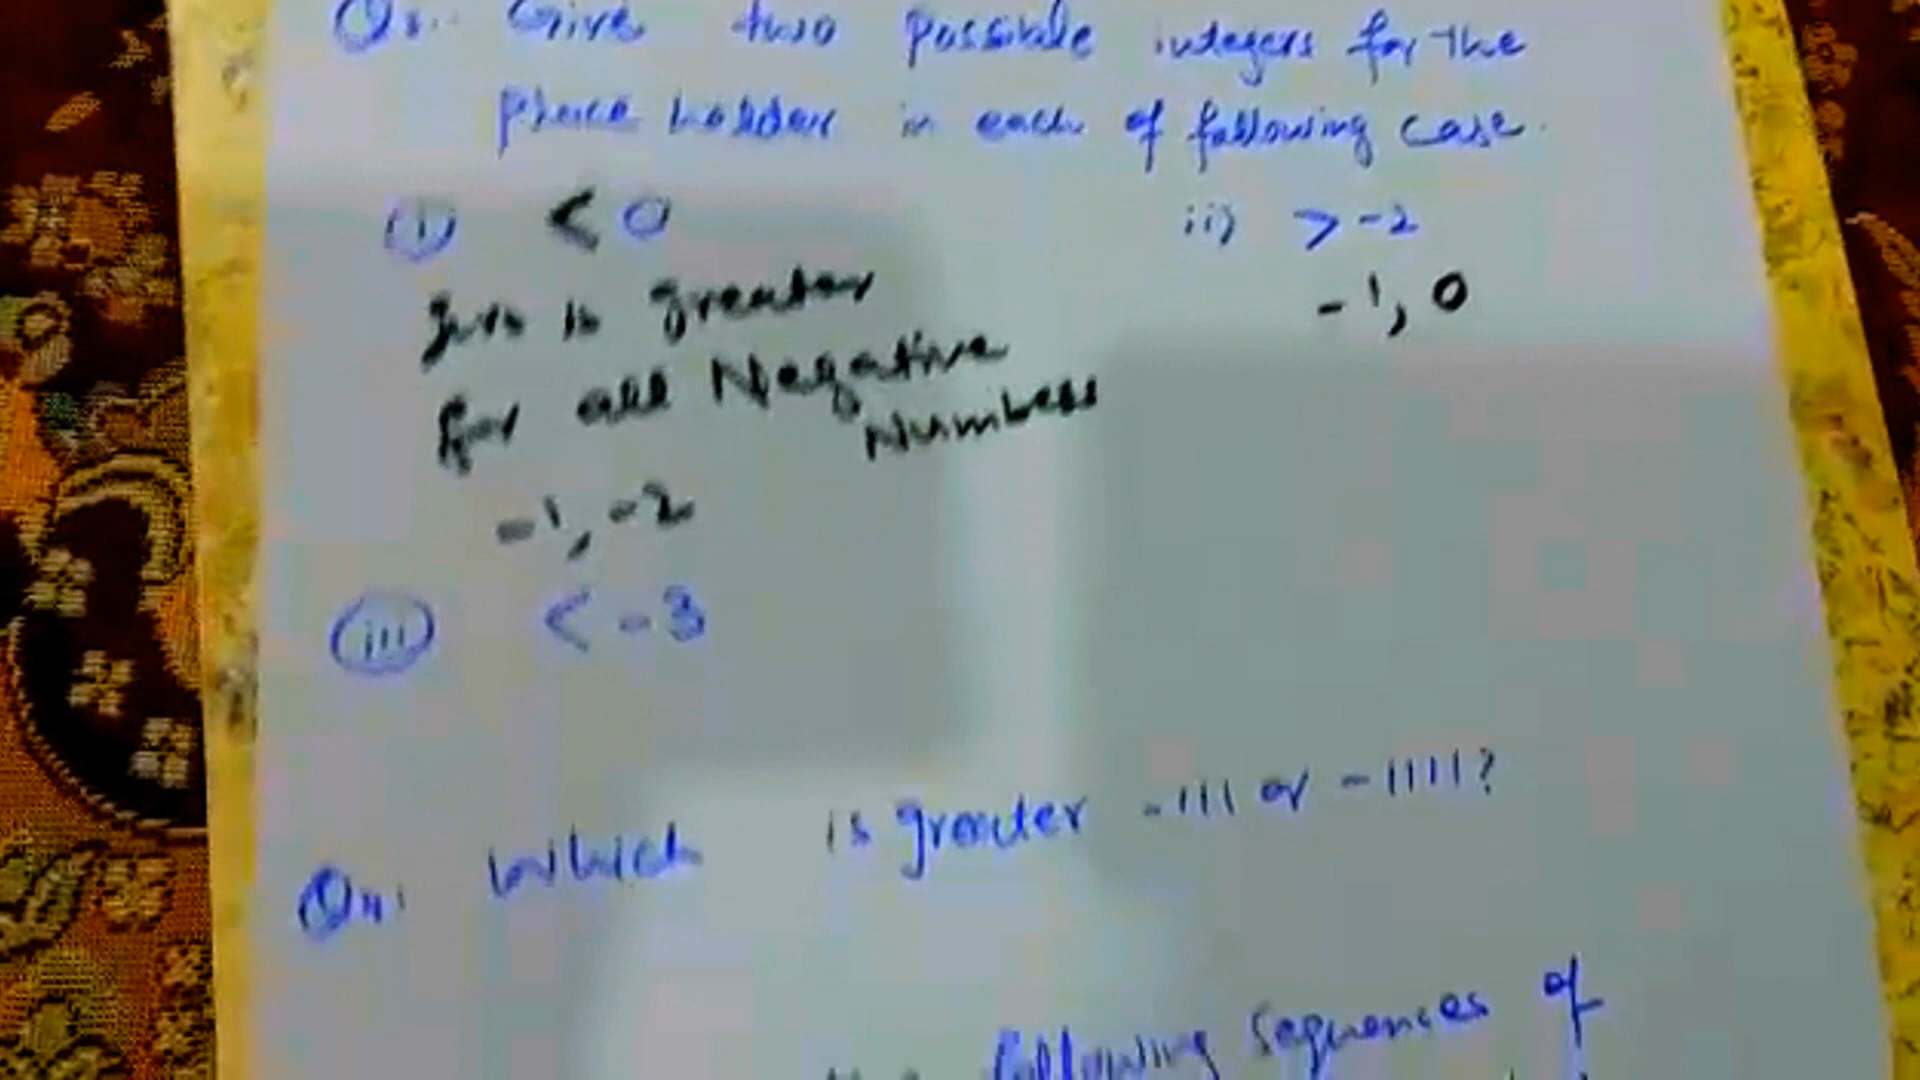 Give two possible integers for the
place holder in each of following case.
(i) < 0
ii) > -2
Zero is greater
-1, 0
for all Negative
Numbers
-1, -2
(iii) < -3
Which is greater -111 or -1111?
following sequences of